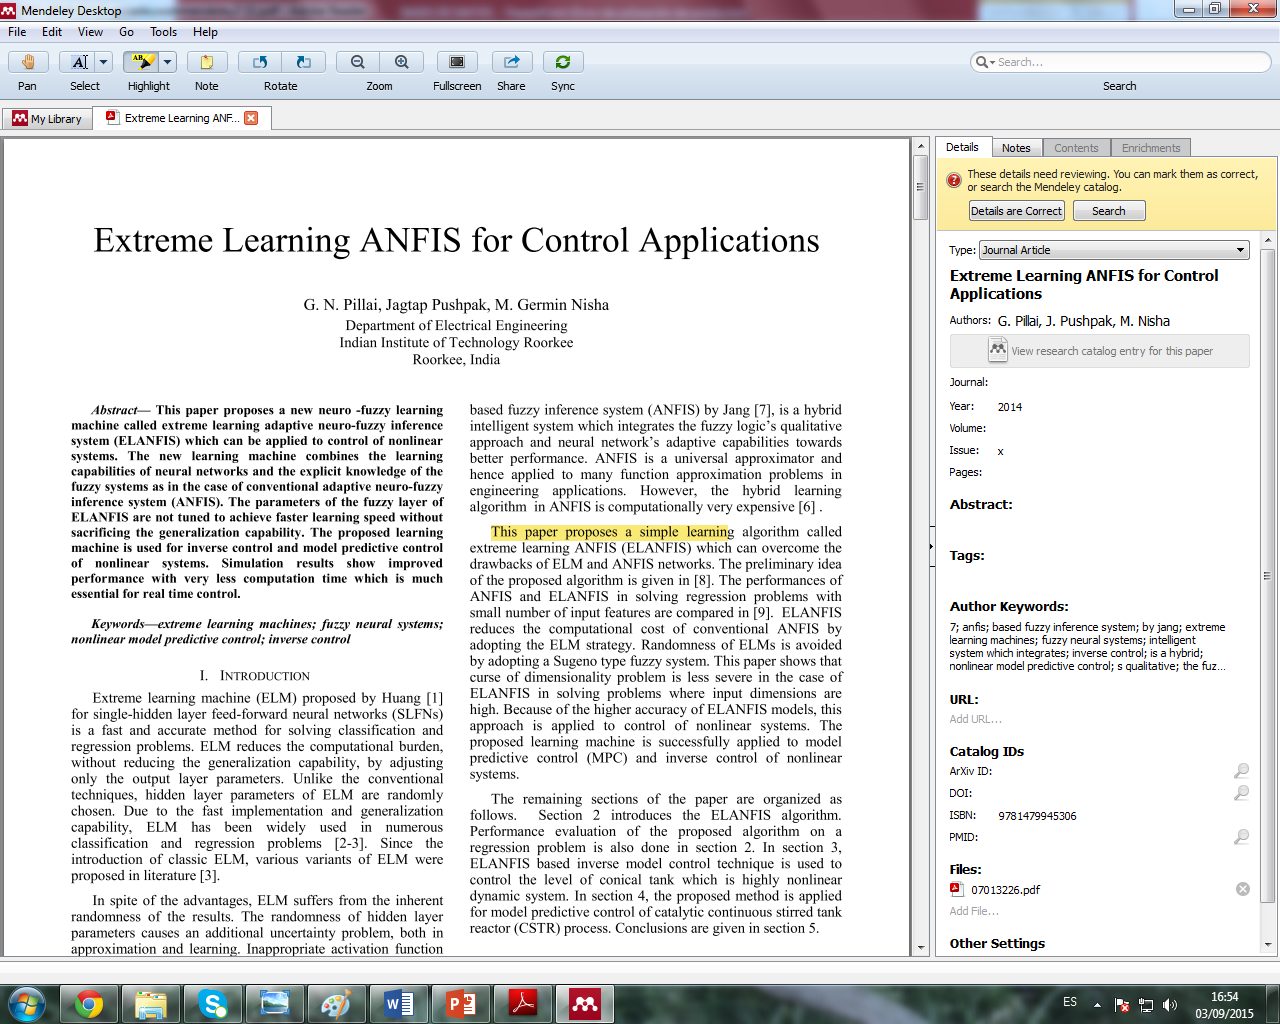 Mendeley Desktop
File Edit View Go Tools Help
Pan Select Highlight Note Rotate Zoom Fullscreen Share Sync
Search...
Search
My Library
Extreme Learning ANF...
Extreme Learning ANFIS for Control Applications
G. N. Pillai, Jagtap Pushpak, M. Germin Nisha
Department of Electrical Engineering
Indian Institute of Technology Roorkee
Roorkee, India
Abstract— This paper proposes a new neuro -fuzzy learning
machine called extreme learning adaptive neuro-fuzzy inference
system (ELANFIS) which can be applied to control of nonlinear
systems. The new learning machine combines the learning
capabilities of neural networks and the explicit knowledge of the
fuzzy systems as in the case of conventional adaptive neuro-fuzzy
inference system (ANFIS). The parameters of the fuzzy layer of
ELANFIS are not tuned to achieve faster learning speed without
sacrificing the generalization capability. The proposed learning
machine is used for inverse control and model predictive control
of nonlinear systems. Simulation results show improved
performance with very less computation time which is much
essential for real time control.
Keywords—extreme learning machines; fuzzy neural systems;
nonlinear model predictive control; inverse control
I. INTRODUCTION
Extreme learning machine (ELM) proposed by Huang [1]
for single-hidden layer feed-forward neural networks (SLFNs)
is a fast and accurate method for solving classification and
regression problems. ELM reduces the computational burden,
without reducing the generalization capability, by adjusting
only the output layer parameters. Unlike the conventional
techniques, hidden layer parameters of ELM are randomly
chosen. Due to the fast implementation and generalization
capability, ELM has been widely used in numerous
classification and regression problems [2-3]. Since the
introduction of classic ELM, various variants of ELM were
proposed in literature [3].
In spite of the advantages, ELM suffers from the inherent
randomness of the results. The randomness of hidden layer
parameters causes an additional uncertainty problem, both in
approximation and learning. Inappropriate activation function
based fuzzy inference system (ANFIS) by Jang [7], is a hybrid
intelligent system which integrates the fuzzy logic's qualitative
approach and neural network's adaptive capabilities towards
better performance. ANFIS is a universal approximator and
hence applied to many function approximation problems in
engineering applications. However, the hybrid learning
algorithm in ANFIS is computationally very expensive [6] .
This paper proposes a simple learning algorithm called
extreme learning ANFIS (ELANFIS) which can overcome the
drawbacks of ELM and ANFIS networks. The preliminary idea
of the proposed algorithm is given in [8]. The performances of
ANFIS and ELANFIS in solving regression problems with
small number of input features are compared in [9]. ELANFIS
reduces the computational cost of conventional ANFIS by
adopting the ELM strategy. Randomness of ELMs is avoided
by adopting a Sugeno type fuzzy system. This paper shows that
curse of dimensionality problem is less severe in the case of
ELANFIS in solving problems where input dimensions are
high. Because of the higher accuracy of ELANFIS models, this
approach is applied to control of nonlinear systems. The
proposed learning machine is successfully applied to model
predictive control (MPC) and inverse control of nonlinear
systems.
The remaining sections of the paper are organized as
follows. Section 2 introduces the ELANFIS algorithm.
Performance evaluation of the proposed algorithm on a
regression problem is also done in section 2. In section 3,
ELANFIS based inverse model control technique is used to
control the level of conical tank which is highly nonlinear
dynamic system. In section 4, the proposed method is applied
for model predictive control of catalytic continuous stirred tank
reactor (CSTR) process. Conclusions are given in section 5.
Details Notes Contents Enrichments
These details need reviewing. You can mark them as correct,
or search the Mendeley catalog.
Details are Correct Search
Type: Journal Article
Extreme Learning ANFIS for Control
Applications
Authors: G. Pillai, J. Pushpak, M. Nisha
View research catalog entry for this paper
Journal:
Year: 2014
Volume:
Issue: x
Pages:
Abstract:
Tags:
Author Keywords:
7; anfis; based fuzzy inference system; by jang; extreme
learning machines; fuzzy neural systems; intelligent
system which integrates; inverse control; is a hybrid;
nonlinear model predictive control; s qualitative; the fuz...
URL:
Add URL...
Catalog IDs
ArXiv ID:
DOI:
ISBN: 9781479945306
PMID:
Files:
07013226.pdf
Add File...
Other Settings
ES
16:54
03/09/2015